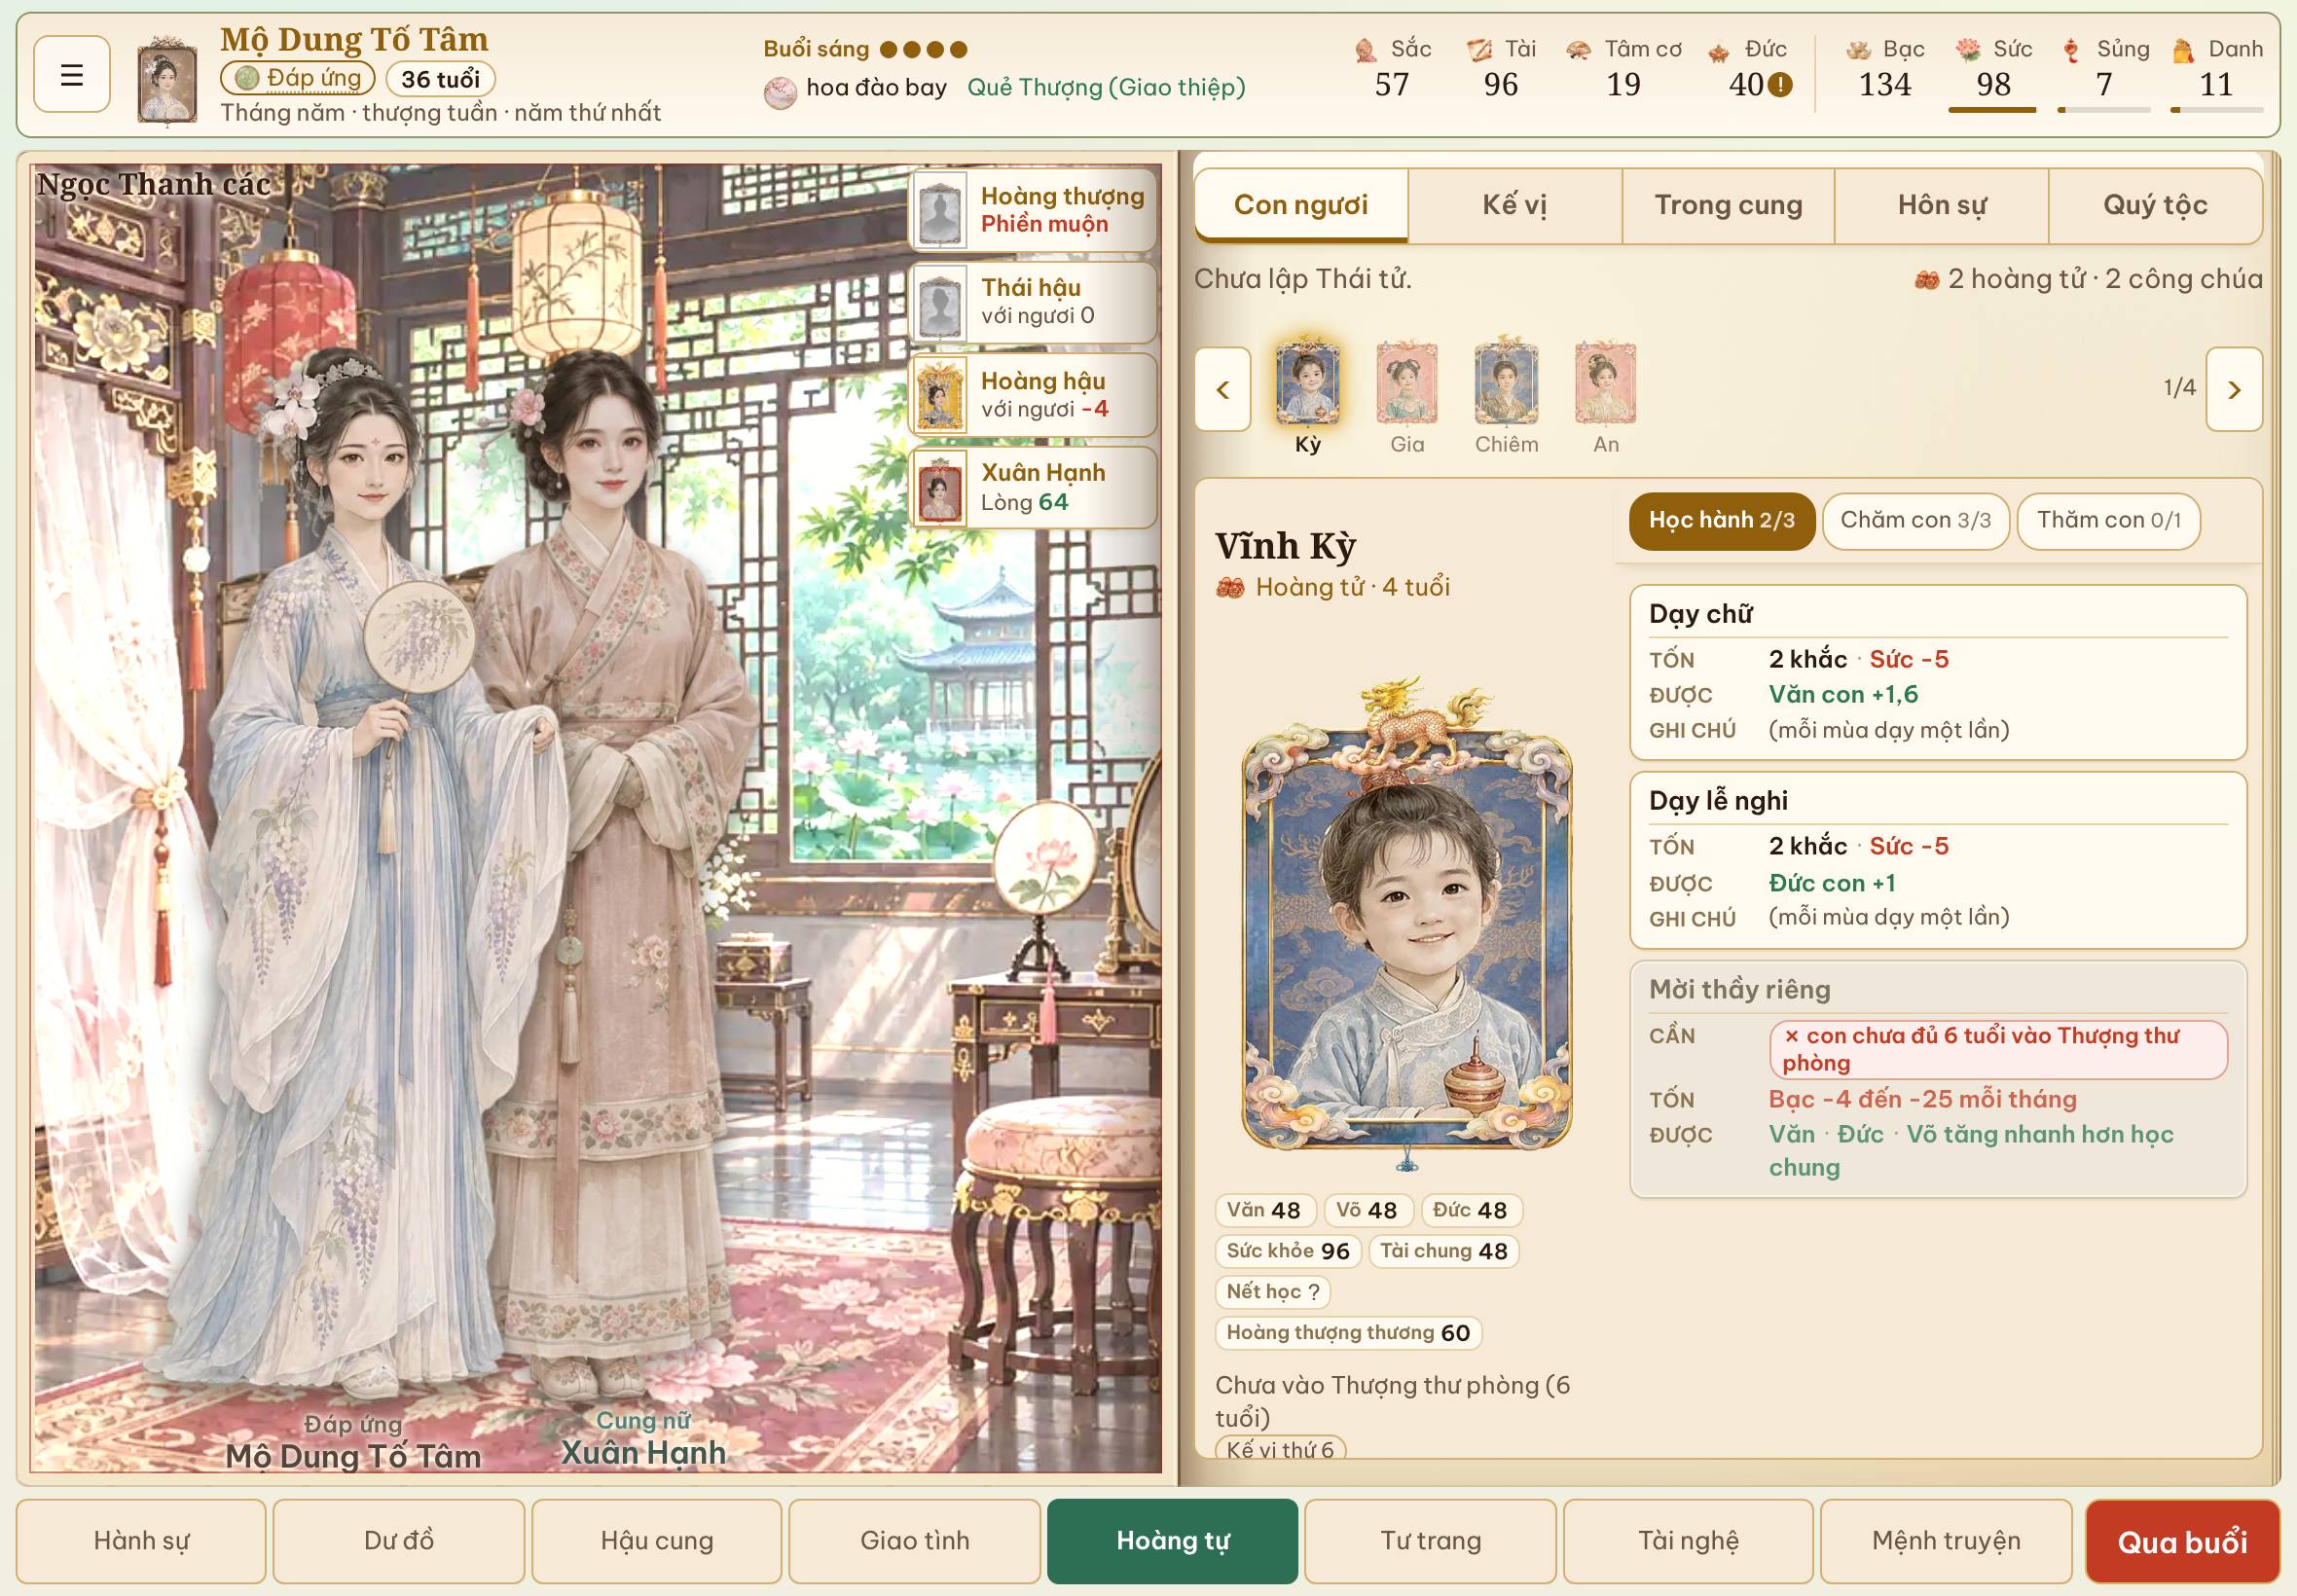 ☰
Mộ Dung Tố Tâm
Đáp ứng
36 tuổi
Tháng năm · thượng tuần · năm thứ nhất
Buổi sáng
hoa đào bay Quẻ Thượng (Giao thiệp)
Sắc Tài Tâm cơ Đức Bạc Sức Sủng Danh
57 96 19 40 ! 134 98 7 11
Ngọc Thanh các
Hoàng thượng
Phiền muộn
Thái hậu
với ngươi 0
Hoàng hậu
với ngươi -4
Xuân Hạnh
Lòng 64
Đáp ứng
Mộ Dung Tố Tâm
Cung nữ
Xuân Hạnh
Con ngươi Kế vị Trong cung Hôn sự Quý tộc
Chưa lập Thái tử. 2 hoàng tử · 2 công chúa
‹ 1/4 ›
Kỳ Gia Chiêm An
Vĩnh Kỳ
Hoàng tử · 4 tuổi
Văn 48 Võ 48 Đức 48
Sức khỏe 96 Tài chung 48
Nết học ?
Hoàng thượng thương 60
Chưa vào Thượng thư phòng (6
tuổi)
Kế vị thứ 6
Học hành 2/3 Chăm con 3/3 Thăm con 0/1
Dạy chữ
TỐN 2 khắc · Sức -5
ĐƯỢC Văn con +1,6
GHI CHÚ (mỗi mùa dạy một lần)
Dạy lễ nghi
TỐN 2 khắc · Sức -5
ĐƯỢC Đức con +1
GHI CHÚ (mỗi mùa dạy một lần)
Mời thầy riêng
CẦN × con chưa đủ 6 tuổi vào Thượng thư
phòng
TỐN Bạc -4 đến -25 mỗi tháng
ĐƯỢC Văn · Đức · Võ tăng nhanh hơn học
chung
Hành sự Dư đồ Hậu cung Giao tình Hoàng tự Tư trang Tài nghệ Mệnh truyện Qua buổi